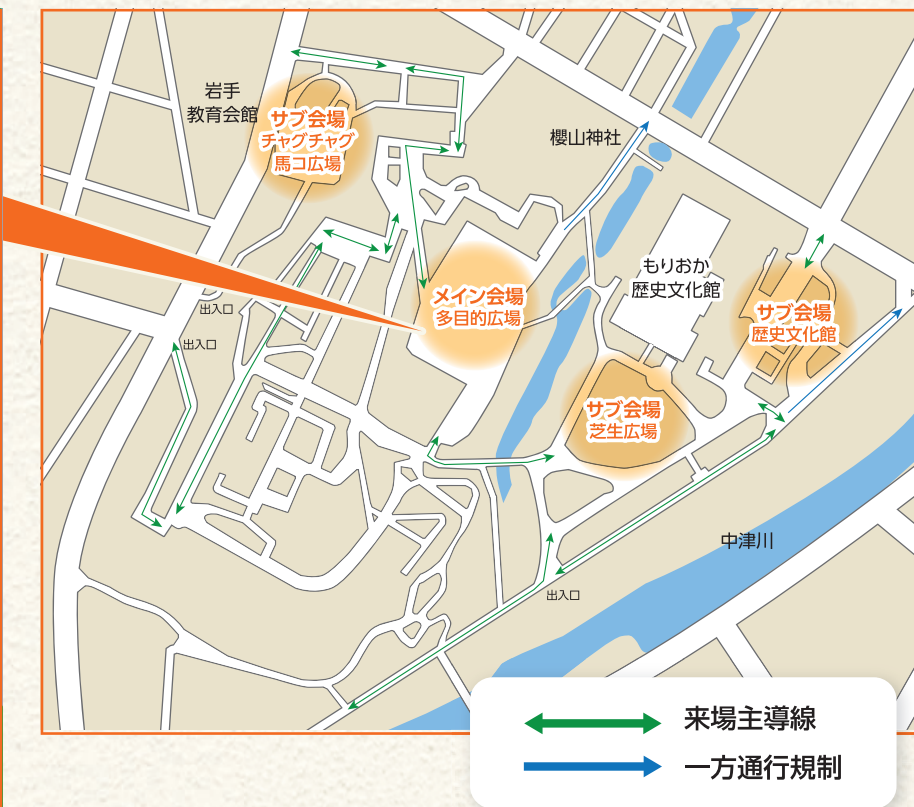 岩手
教育会館
サブ会場
チャグチャグ
馬コ広場
櫻山神社
もりおか
歴史文化館
メイン会場
多目的広場
サブ会場
歴史文化館
出入口
出入口
サブ会場
芝生広場
中津川
出入口
来場主導線
一方通行規制